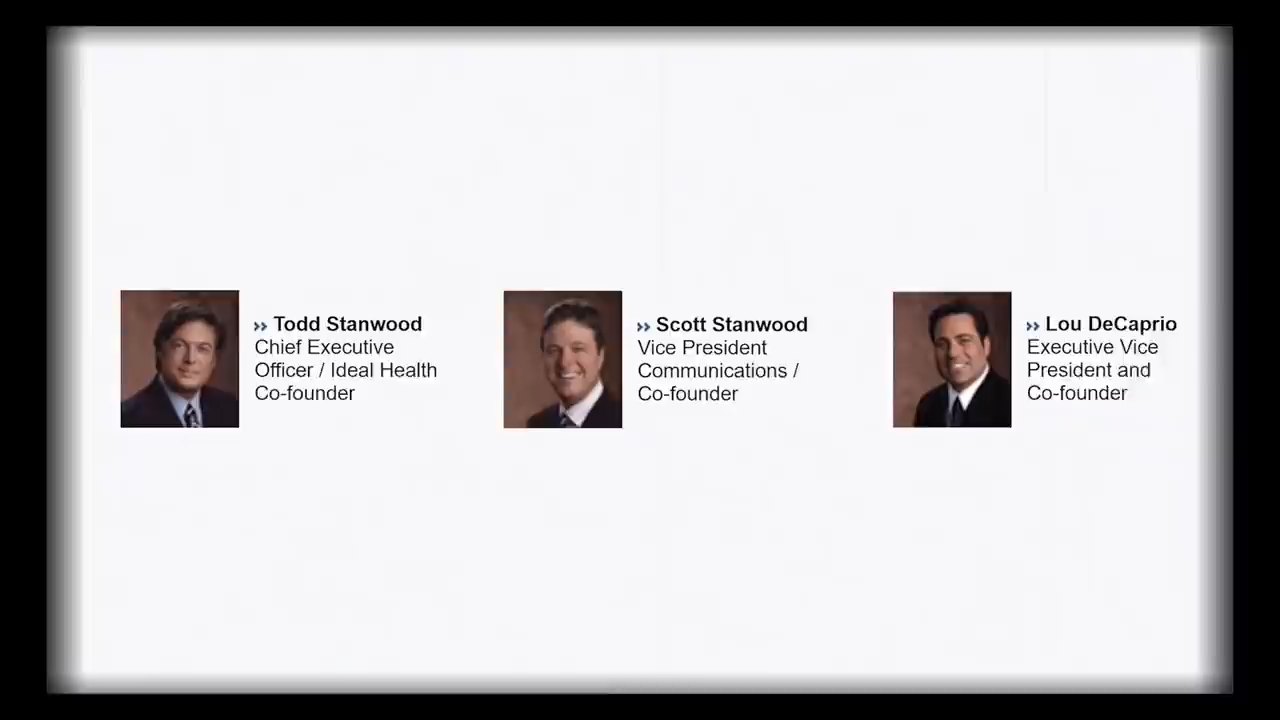 ›› Todd Stanwood
Chief Executive
Officer / Ideal Health
Co-founder
›› Scott Stanwood
Vice President
Communications /
Co-founder
›› Lou DeCaprio
Executive Vice
President and
Co-founder